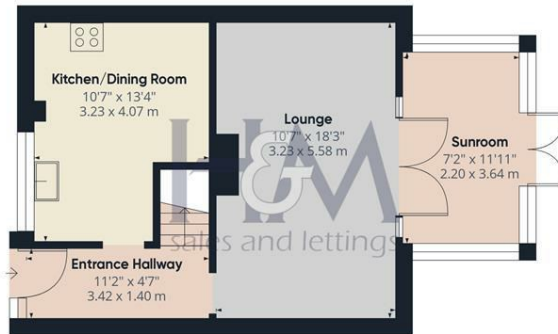 Kitchen/Dining Room
10'7" x 13'4"
3.23 x 4.07 m
Lounge
10'7" x 18'3"
3.23 x 5.58 m
Sunroom
7'2" x 11'11"
2.20 x 3.64 m
H&M
sales and lettings
Entrance Hallway
11'2" x 4'7"
3.42 x 1.40 m